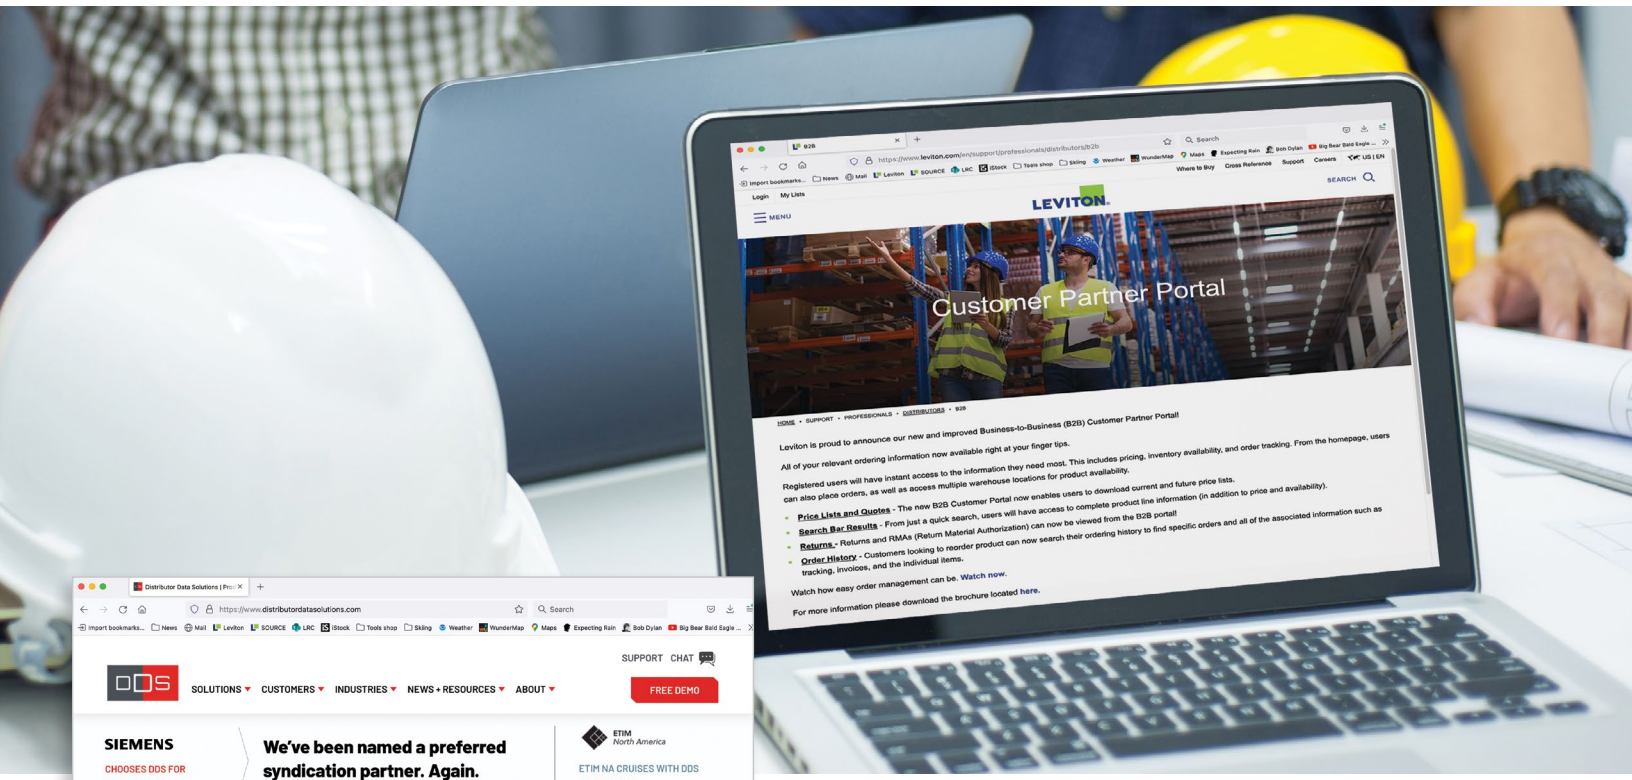 B2B
https://www.leviton.com/en/support/professionals/distributors/b2b
Search
Import bookmarks... News Mail Leviton SOURCE LRC iStock Tools shop Skiing Weather WunderMap Maps Expecting Rain Bob Dylan Big Bear Bald Eagle ...
Login My Lists Where to Buy Cross Reference Support Careers US | EN
MENU
LEVITON
SEARCH
Customer Partner Portal
HOME • SUPPORT • PROFESSIONALS • DISTRIBUTORS • B2B
Leviton is proud to announce our new and improved Business-to-Business (B2B) Customer Partner Portal!
All of your relevant ordering information now available right at your finger tips.
Registered users will have instant access to the information they need most. This includes pricing, inventory availability, and order tracking. From the homepage, users
can also place orders, as well as access multiple warehouse locations for product availability.
Price Lists and Quotes - The new B2B Customer Portal now enables users to download current and future price lists.
Search Bar Results - From just a quick search, users will have access to complete product line information (in addition to price and availability).
Returns - Returns and RMAs (Return Material Authorization) can now be viewed from the B2B portal!
Order History - Customers looking to reorder product can now search their ordering history to find specific orders and all of the associated information such as
tracking, invoices, and the individual items.
Watch how easy order management can be. Watch now.
For more information please download the brochure located here.
Distributor Data Solutions | Pro
https://www.distributordatasolutions.com
Search
Import bookmarks... News Mail Leviton SOURCE LRC iStock Tools shop Skiing Weather WunderMap Maps Expecting Rain Bob Dylan Big Bear Bald Eagle ...
SUPPORT CHAT
DDS
SOLUTIONS CUSTOMERS INDUSTRIES NEWS + RESOURCES ABOUT
FREE DEMO
SIEMENS
CHOOSES DDS FOR
We've been named a preferred
syndication partner. Again.
ETIM
North America
ETIM NA CRUISES WITH DDS